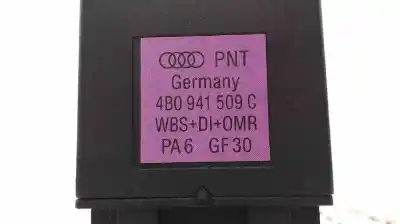 PNT
Germany
4B0 941 509 C
WBS+DI+OMR
PA6 GF30